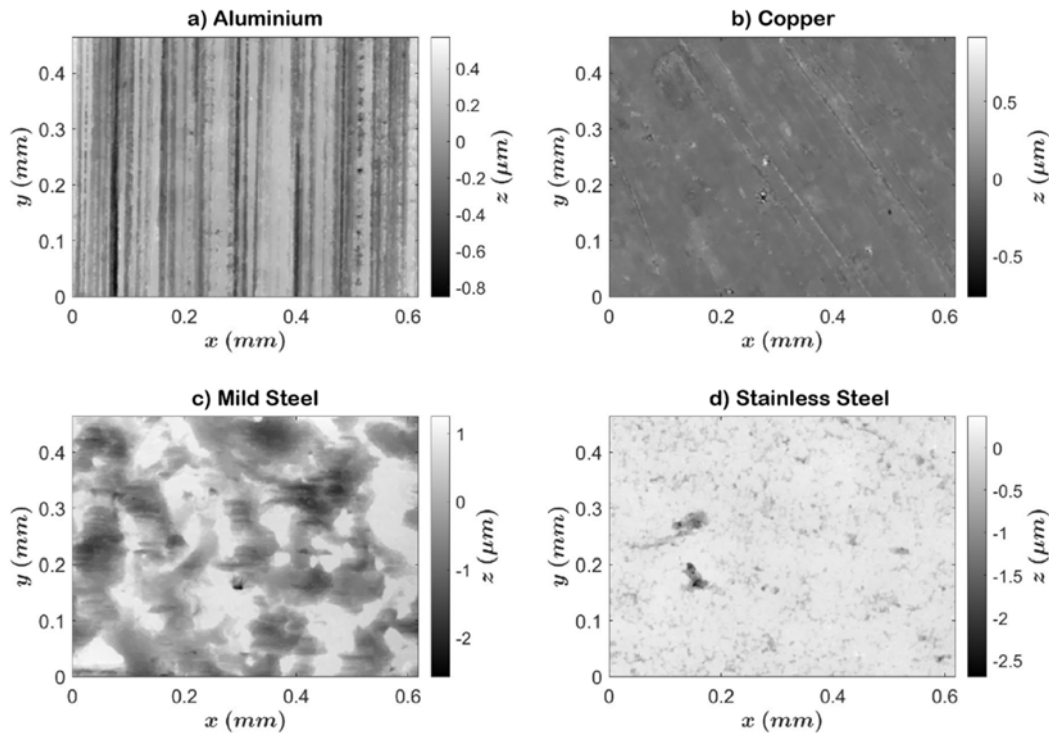 a) Aluminium
0.4
0.3
0.2
0.1
0
y (mm)
0 0.2 0.4 0.6
x (mm)
0.4
0.2
0
-0.2
-0.4
-0.6
-0.8
z (μm)
b) Copper
0.4
0.3
0.2
0.1
0
y (mm)
0 0.2 0.4 0.6
x (mm)
0.5
0
-0.5
z (μm)
c) Mild Steel
0.4
0.3
0.2
0.1
0
y (mm)
0 0.2 0.4 0.6
x (mm)
1
0
-1
-2
z (μm)
d) Stainless Steel
0.4
0.3
0.2
0.1
0
y (mm)
0 0.2 0.4 0.6
x (mm)
0
-0.5
-1
-1.5
-2
-2.5
z (μm)